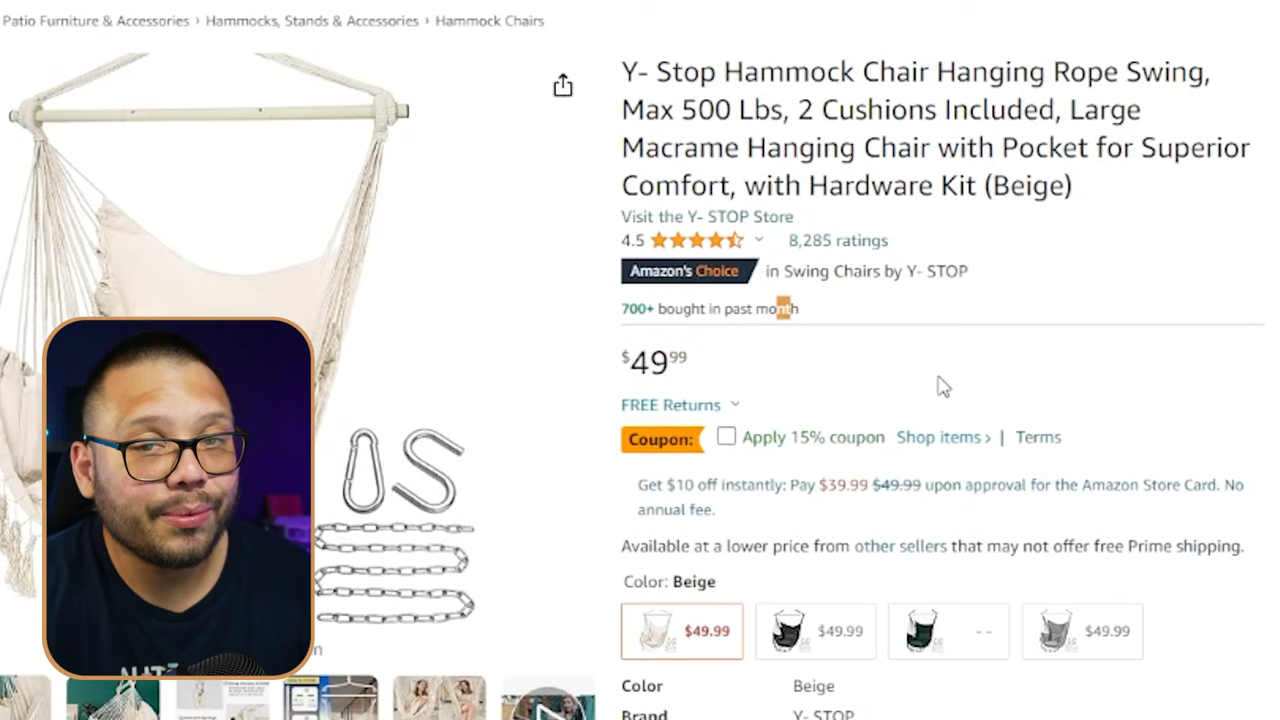 Patio Furniture & Accessories › Hammocks, Stands & Accessories › Hammock Chairs
Y- Stop Hammock Chair Hanging Rope Swing,
Max 500 Lbs, 2 Cushions Included, Large
Macrame Hanging Chair with Pocket for Superior
Comfort, with Hardware Kit (Beige)
Visit the Y- STOP Store
4.5 8,285 ratings
Amazon's Choice in Swing Chairs by Y- STOP
700+ bought in past month
$49.99
FREE Returns
Coupon: Apply 15% coupon Shop items › | Terms
Get $10 off instantly: Pay $39.99 $49.99 upon approval for the Amazon Store Card. No
annual fee.
Available at a lower price from other sellers that may not offer free Prime shipping.
Color: Beige
$49.99 $49.99 - - $49.99
Color Beige
Brand Y- STOP